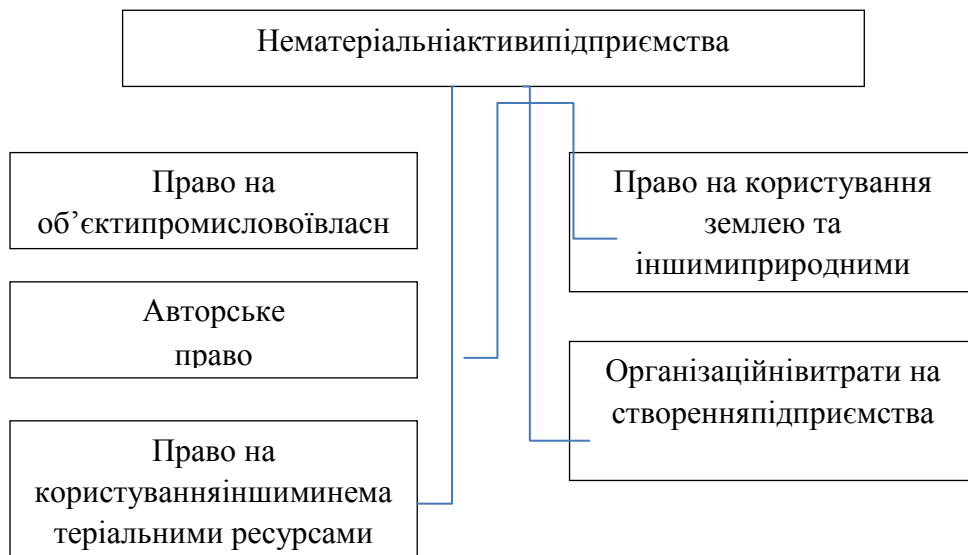 Нематеріальніактивипідприємства
Право на
об’єктипромисловоївласн
Авторське
право
Право на
користуванняіншиминема
теріальними ресурсами
Право на користування
землею та
іншимиприродними
Організаційнівитрати на
створенняпідприємства